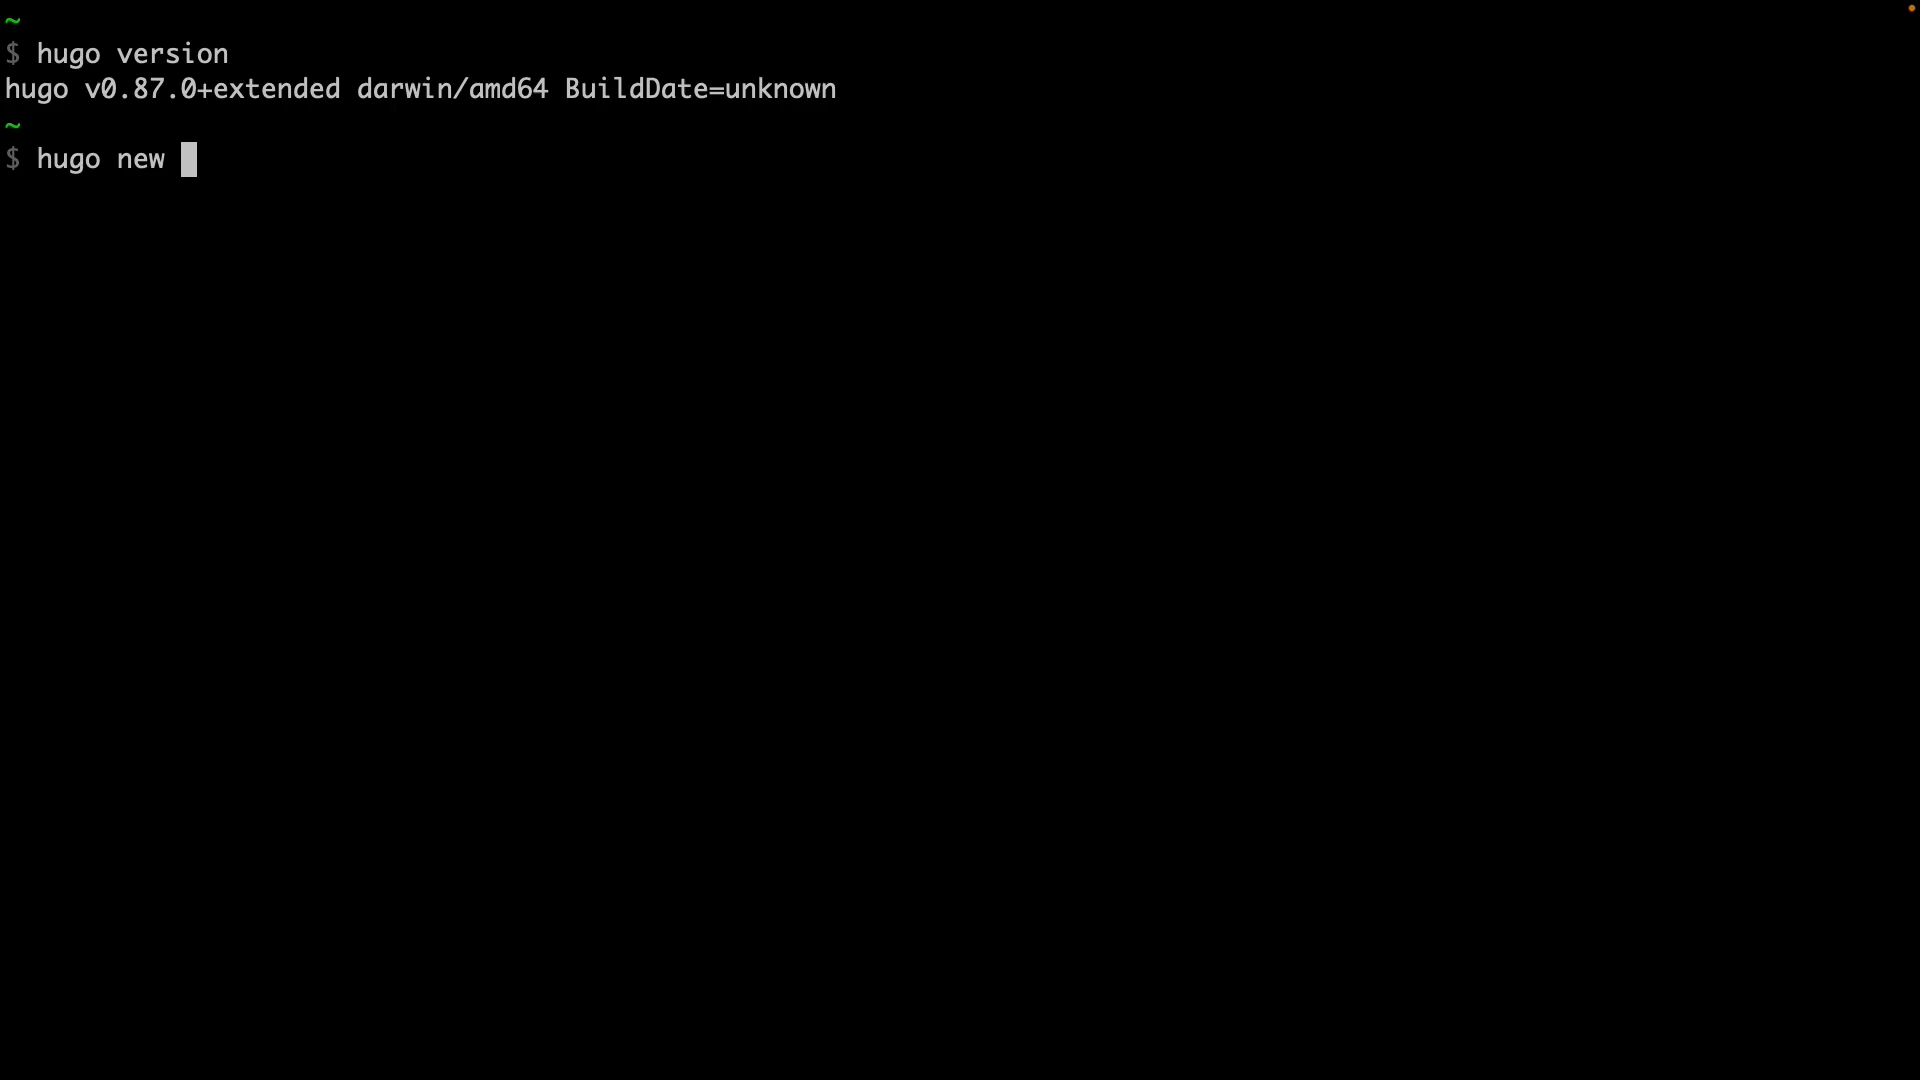 ~
$ hugo version
hugo v0.87.0+extended darwin/amd64 BuildDate=unknown
~
$ hugo new